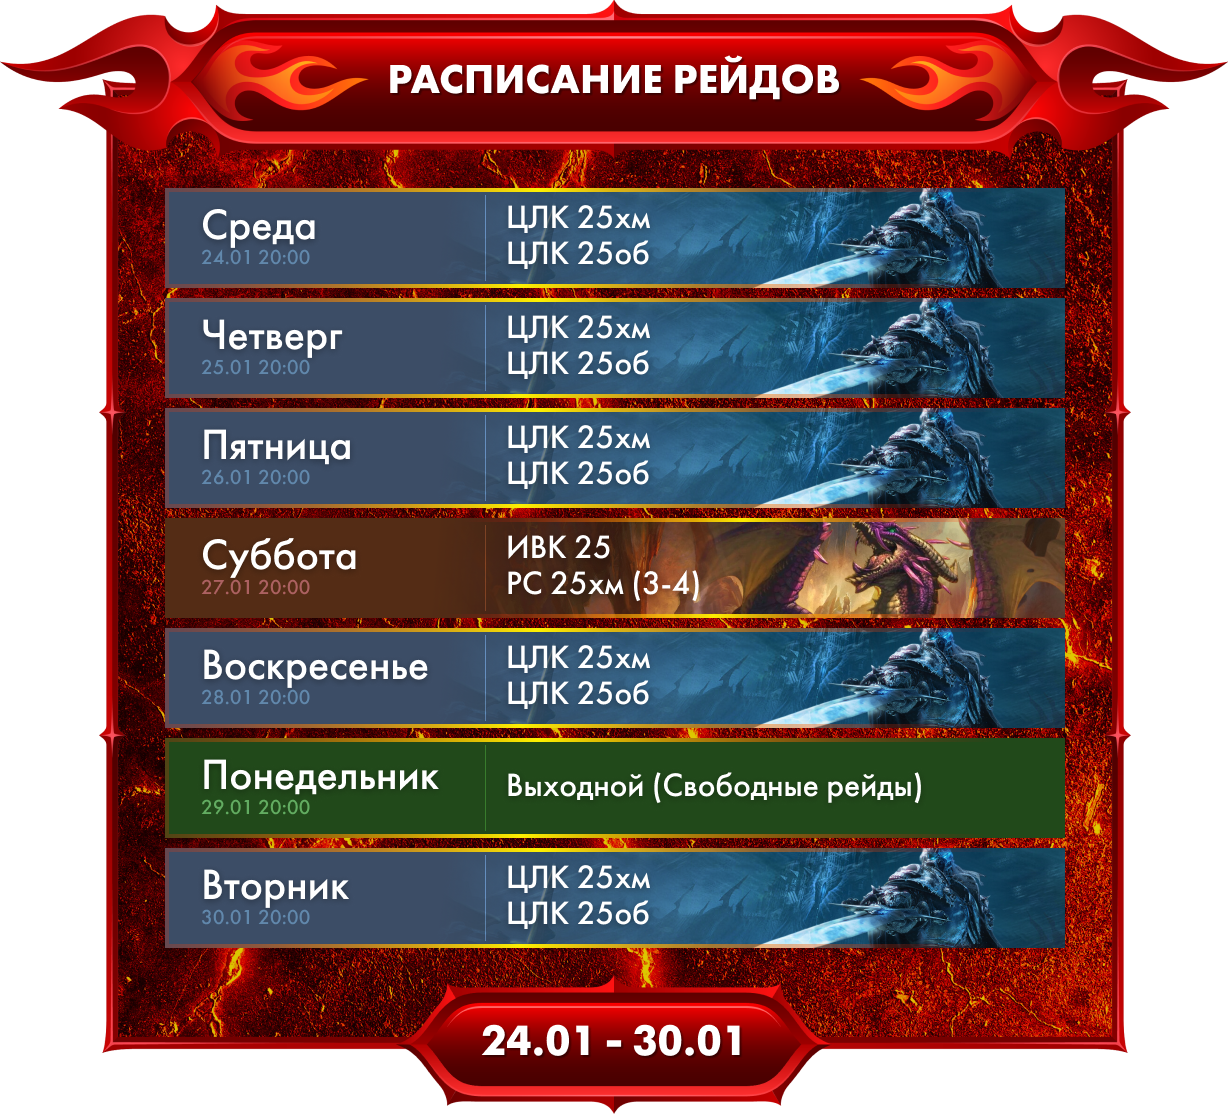 РАСПИСАНИЕ РЕЙДОВ
Среда
24.01 20:00
ЦЛК 25хм
ЦЛК 25об
Четверг
25.01 20:00
ЦЛК 25хм
ЦЛК 25об
Пятница
26.01 20:00
ЦЛК 25хм
ЦЛК 25об
Суббота
27.01 20:00
ИВК 25
РС 25хм (3-4)
Воскресенье
28.01 20:00
ЦЛК 25хм
ЦЛК 25об
Понедельник
29.01 20:00
Выходной (Свободные рейды)
Вторник
30.01 20:00
ЦЛК 25хм
ЦЛК 25об
24.01 - 30.01